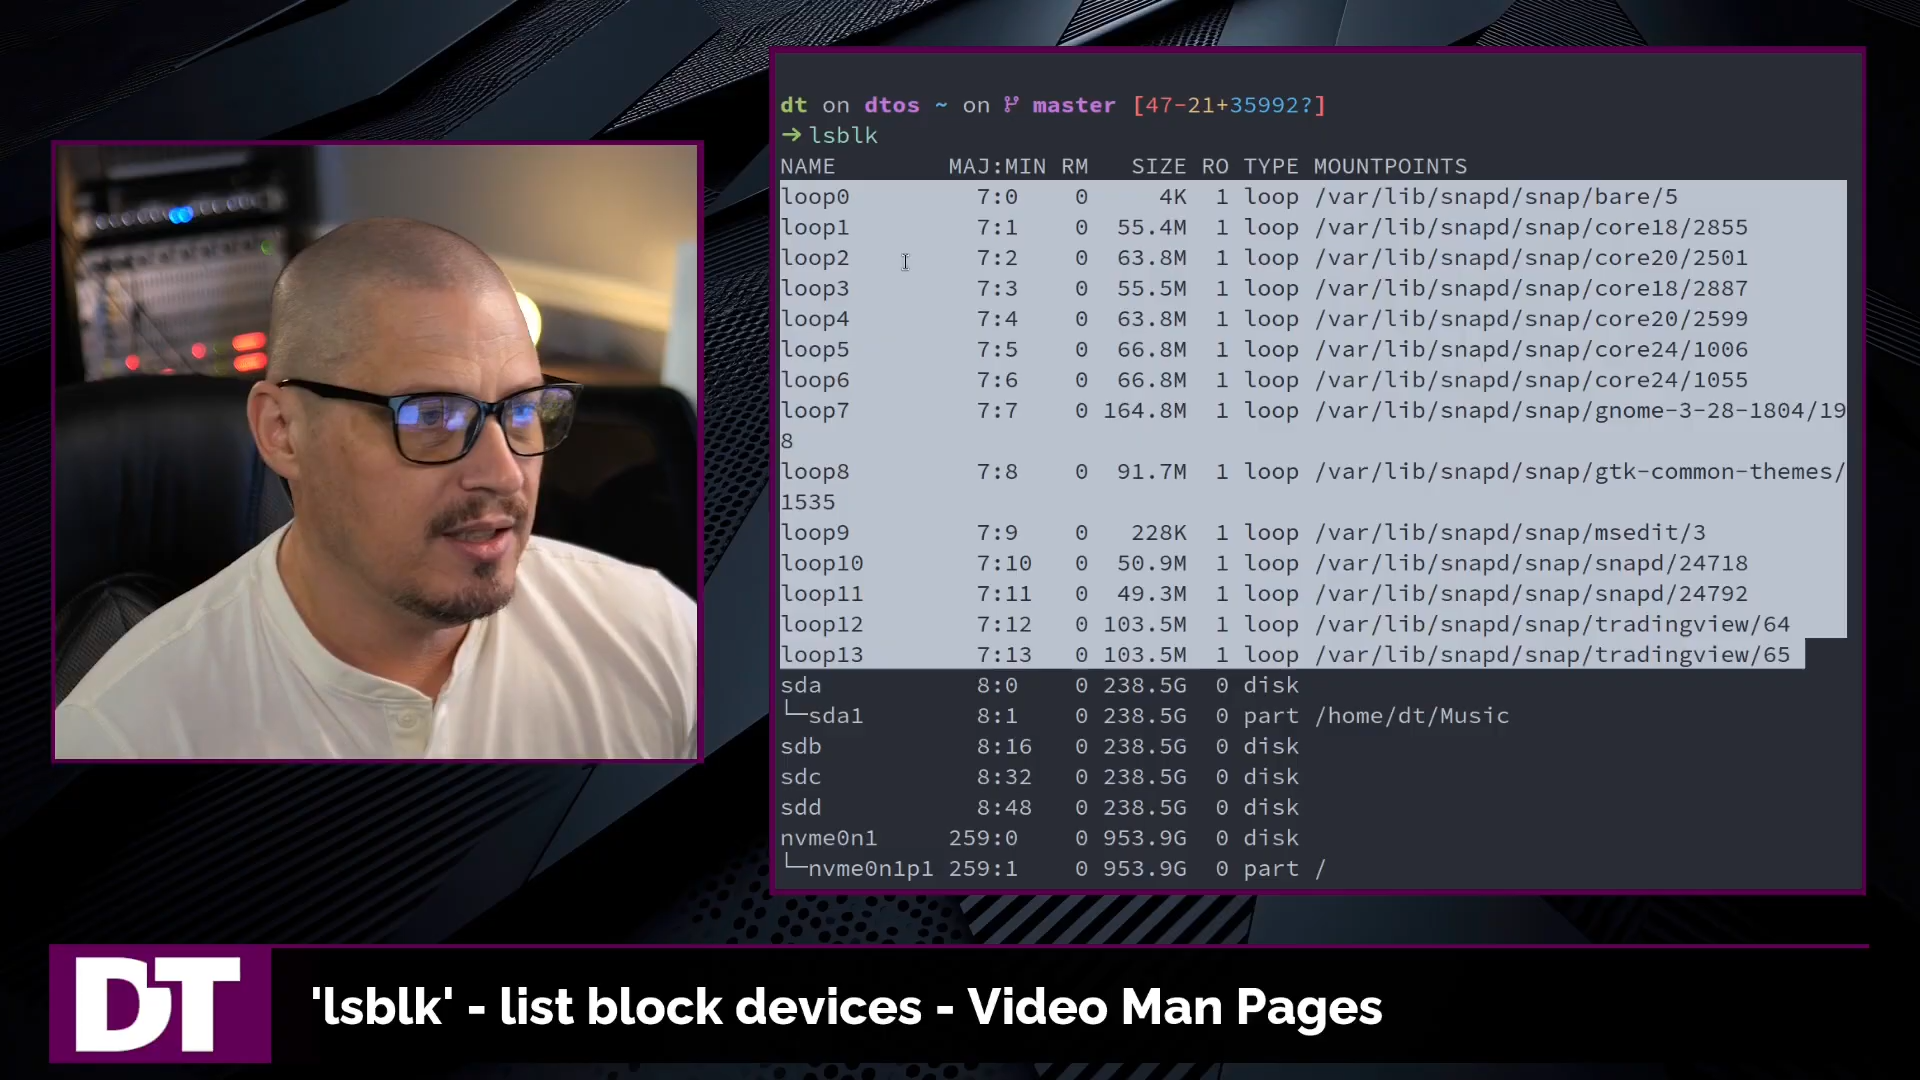 dt on dtos ~ on master [47-21+35992?]
→ lsblk
NAME MAJ:MIN RM SIZE RO TYPE MOUNTPOINTS
loop0 7:0 0 4K 1 loop /var/lib/snapd/snap/bare/5
loop1 7:1 0 55.4M 1 loop /var/lib/snapd/snap/core18/2855
loop2 7:2 0 63.8M 1 loop /var/lib/snapd/snap/core20/2501
loop3 7:3 0 55.5M 1 loop /var/lib/snapd/snap/core18/2887
loop4 7:4 0 63.8M 1 loop /var/lib/snapd/snap/core20/2599
loop5 7:5 0 66.8M 1 loop /var/lib/snapd/snap/core24/1006
loop6 7:6 0 66.8M 1 loop /var/lib/snapd/snap/core24/1055
loop7 7:7 0 164.8M 1 loop /var/lib/snapd/snap/gnome-3-28-1804/19
8
loop8 7:8 0 91.7M 1 loop /var/lib/snapd/snap/gtk-common-themes/
1535
loop9 7:9 0 228K 1 loop /var/lib/snapd/snap/msedit/3
loop10 7:10 0 50.9M 1 loop /var/lib/snapd/snap/snapd/24718
loop11 7:11 0 49.3M 1 loop /var/lib/snapd/snap/snapd/24792
loop12 7:12 0 103.5M 1 loop /var/lib/snapd/snap/tradingview/64
loop13 7:13 0 103.5M 1 loop /var/lib/snapd/snap/tradingview/65
sda 8:0 0 238.5G 0 disk
└─sda1 8:1 0 238.5G 0 part /home/dt/Music
sdb 8:16 0 238.5G 0 disk
sdc 8:32 0 238.5G 0 disk
sdd 8:48 0 238.5G 0 disk
nvme0n1 259:0 0 953.9G 0 disk
└─nvme0n1p1 259:1 0 953.9G 0 part /
DT
'lsblk' - list block devices - Video Man Pages